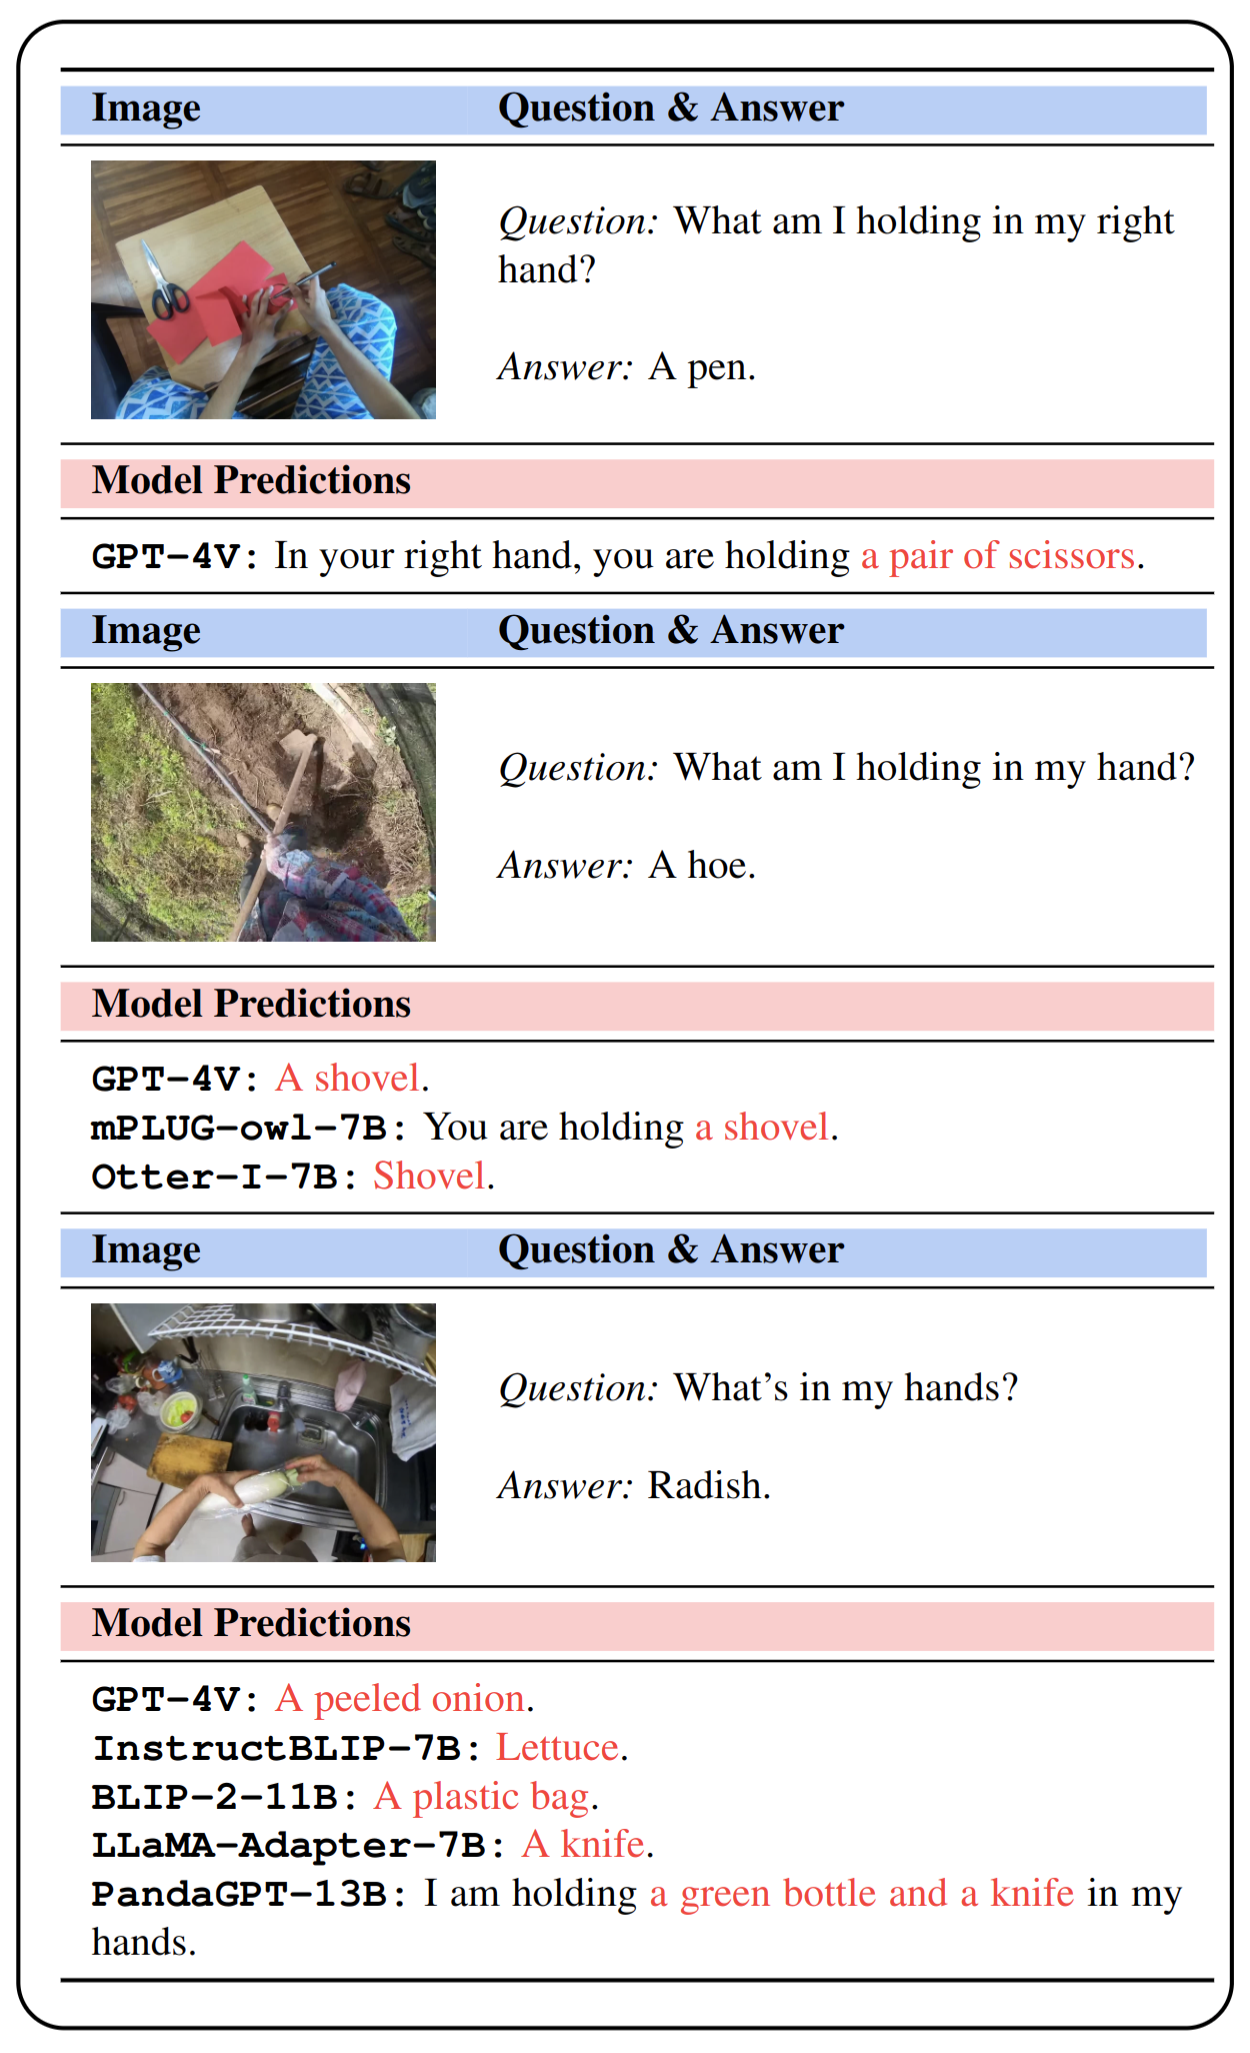 Image Question & Answer
Question: What am I holding in my right
hand?
Answer: A pen.
Model Predictions
GPT-4V: In your right hand, you are holding a pair of scissors.
Image Question & Answer
Question: What am I holding in my hand?
Answer: A hoe.
Model Predictions
GPT-4V: A shovel.
mPLUG-owl-7B: You are holding a shovel.
Otter-I-7B: Shovel.
Image Question & Answer
Question: What's in my hands?
Answer: Radish.
Model Predictions
GPT-4V: A peeled onion.
InstructBLIP-7B: Lettuce.
BLIP-2-11B: A plastic bag.
LLaMA-Adapter-7B: A knife.
PandaGPT-13B: I am holding a green bottle and a knife in my
hands.